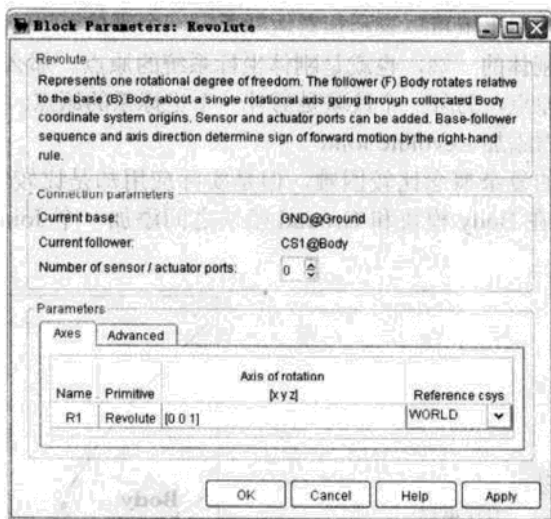 Block Parameters: Revolute
Revolute
Represents one rotational degree of freedom. The follower (F) Body rotates relative
to the base (B) Body about a single rotational axis going through collocated Body
coordinate system origins. Sensor and actuator ports can be added. Base-follower
sequence and axis direction determine sign of forward motion by the right-hand
rule.
Connection parameters
Current base: GND@Ground
Current follower: CS1@Body
Number of sensor / actuator ports: 0
Parameters
Axes Advanced
Name Primitive Axis of rotation [x y z] Reference csys
R1 Revolute [0 0 1] WORLD
OK Cancel Help Apply